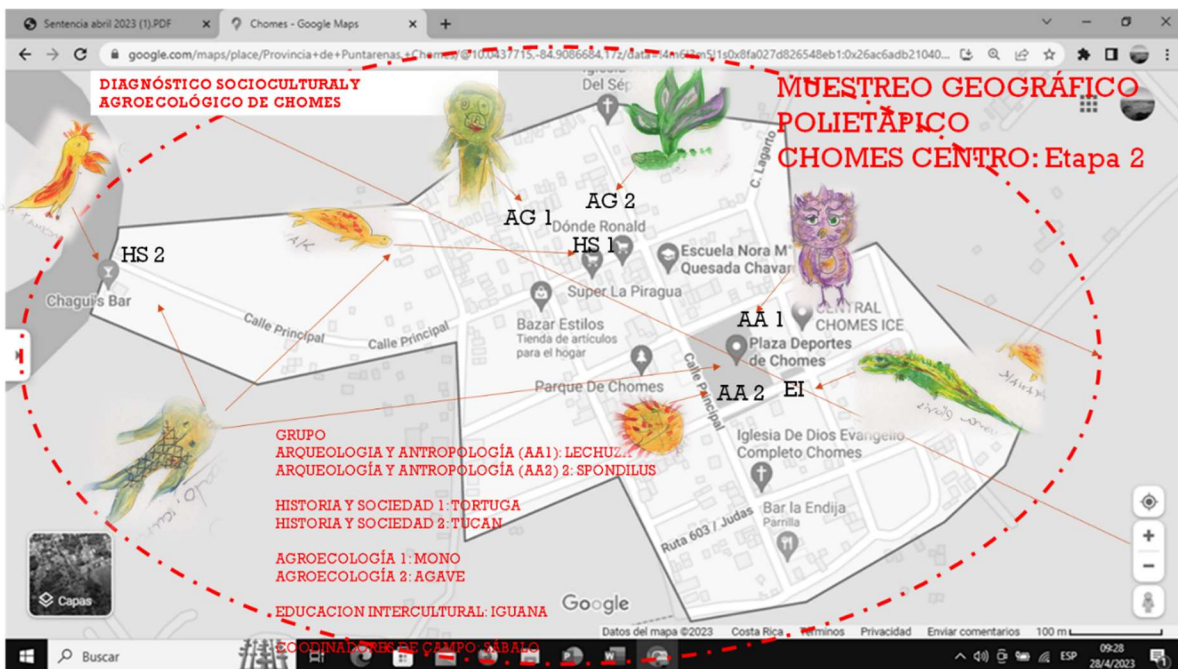 Sentencia abril 2023 (1).PDF
Chomes - Google Maps
google.com/maps/place/Provincia+de+Puntarenas,+Chomes/@10.0437715,-84.9086684,17z/data=!4m6!3m5!1s0x8fa027d826548eb1:0x26ac6adb21040...
DIAGNÓSTICO SOCIOCULTURAL Y
AGROECOLÓGICO DE CHOMES
MUESTREO GEOGRÁFICO
POLIETÁPICO
CHOMES CENTRO: Etapa 2
Del Sép
C. Lagarto
AG 1
AG 2
Dónde Ronald
HS 1
HS 2
Chagui's Bar
Escuela Nora M
Quesada Chavar
Super La Piragua
Calle Principal
Calle Principal
Bazar Estilos
Tienda de artículos
para el hogar
AA 1
CENTRAL
CHOMES ICE
Plaza Deportes
de Chomes
Parque De Chomes
Calle Principal
AA 2
EI
GRUPO
ARQUEOLOGIA Y ANTROPOLOGÍA (AA1): LECHUZA
ARQUEOLOGÍA Y ANTROPOLOGÍA (AA2) 2: SPONDILUS
HISTORIA Y SOCIEDAD 1: TORTUGA
HISTORIA Y SOCIEDAD 2: TUCAN
AGROECOLOGÍA 1: MONO
AGROECOLOGÍA 2: AGAVE
EDUCACION INTERCULTURAL: IGUANA
COODINADORES DE CAMPO: SÁBALO
Iglesia De Dios Evangelio
Completo Chomes
Bar la Endija
Parrilla
Ruta 603 / Judas
Capas
Google
Datos del mapa ©2023 Costa Rica Términos Privacidad Enviar comentarios 100 m
Buscar
ESP
09:28
28/4/2023